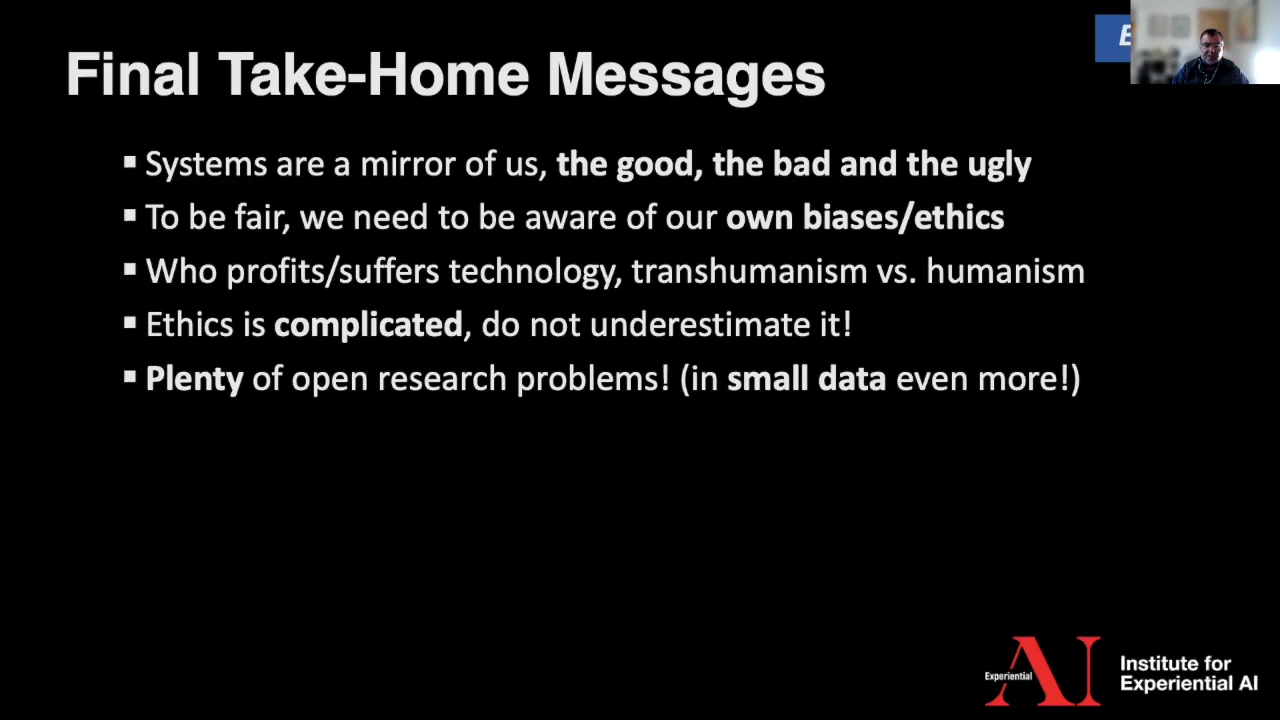 Final Take-Home Messages
▪ Systems are a mirror of us, the good, the bad and the ugly
▪ To be fair, we need to be aware of our own biases/ethics
▪ Who profits/suffers technology, transhumanism vs. humanism
▪ Ethics is complicated, do not underestimate it!
▪ Plenty of open research problems! (in small data even more!)
Experiential AI
Institute for
Experiential AI